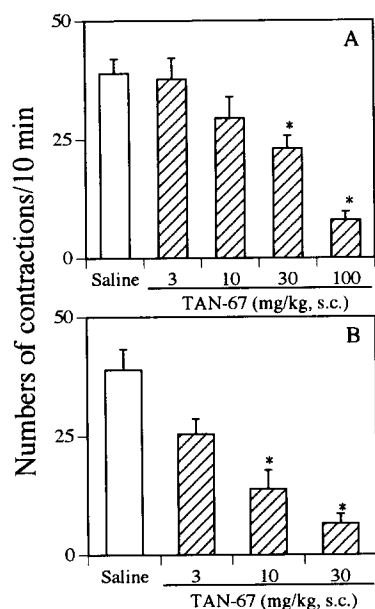 Numbers of contractions/10 min
50
A
25
*
*
0
Saline 3 10 30 100
TAN-67 (mg/kg, s.c.)
50
B
25
*
*
0
Saline 3 10 30
TAN-67 (mg/kg, s.c.)